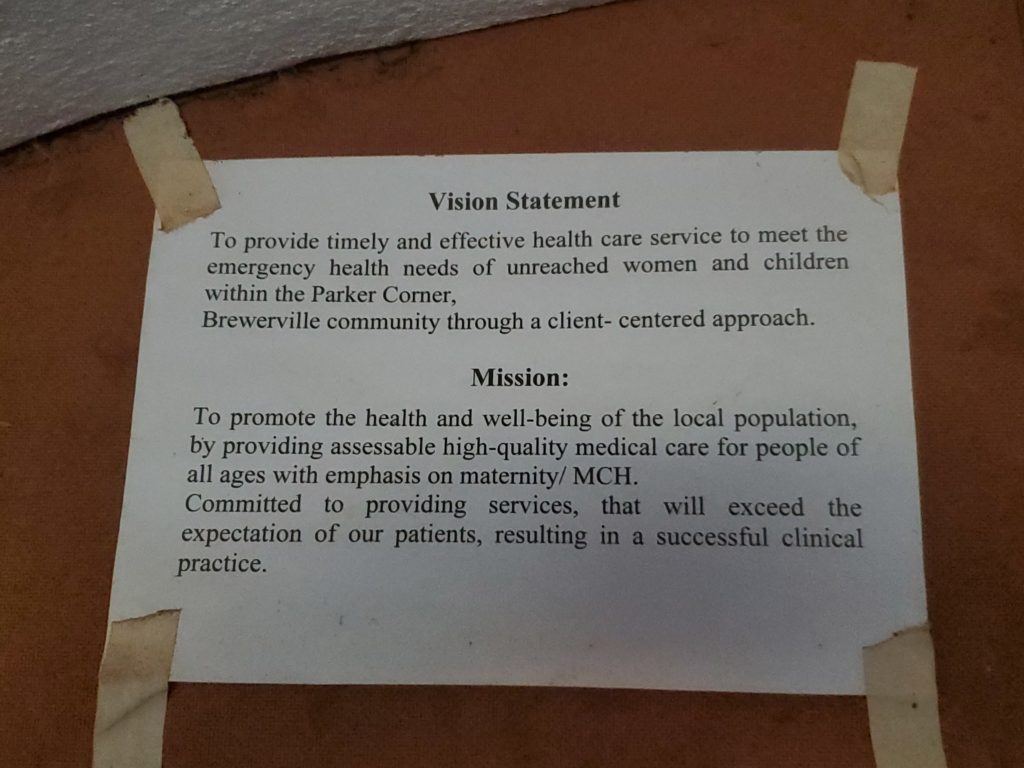 Vision Statement
To provide timely and effective health care service to meet the
emergency health needs of unreached women and children
within the Parker Corner,
Brewerville community through a client- centered approach.
Mission:
To promote the health and well-being of the local population,
by providing assessable high-quality medical care for people of
all ages with emphasis on maternity/ MCH.
Committed to providing services, that will exceed the
expectation of our patients, resulting in a successful clinical
practice.